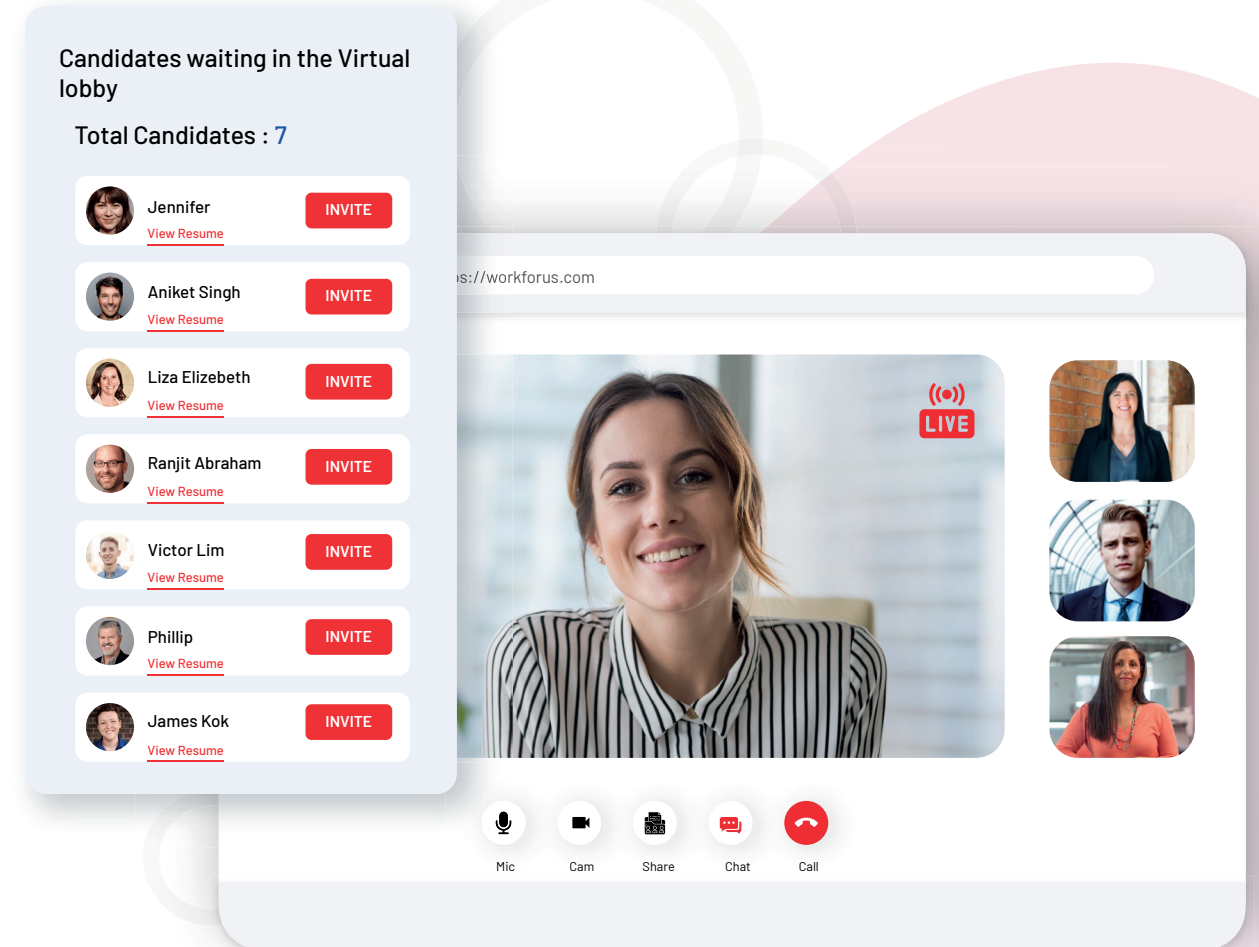 Candidates waiting in the Virtual
lobby
Total Candidates : 7
Jennifer
INVITE
View Resume
Aniket Singh
INVITE
View Resume
Liza Elizebeth
INVITE
View Resume
Ranjit Abraham
INVITE
View Resume
Victor Lim
INVITE
View Resume
Phillip
INVITE
View Resume
James Kok
INVITE
View Resume
ps://workforus.com
LIVE
Mic
Cam
Share
Chat
Call